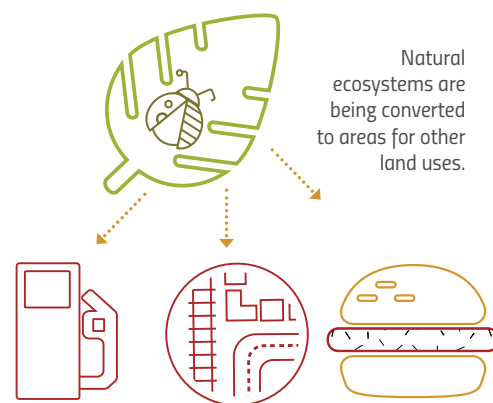 Natural
ecosystems are
being converted
to areas for other
land uses.